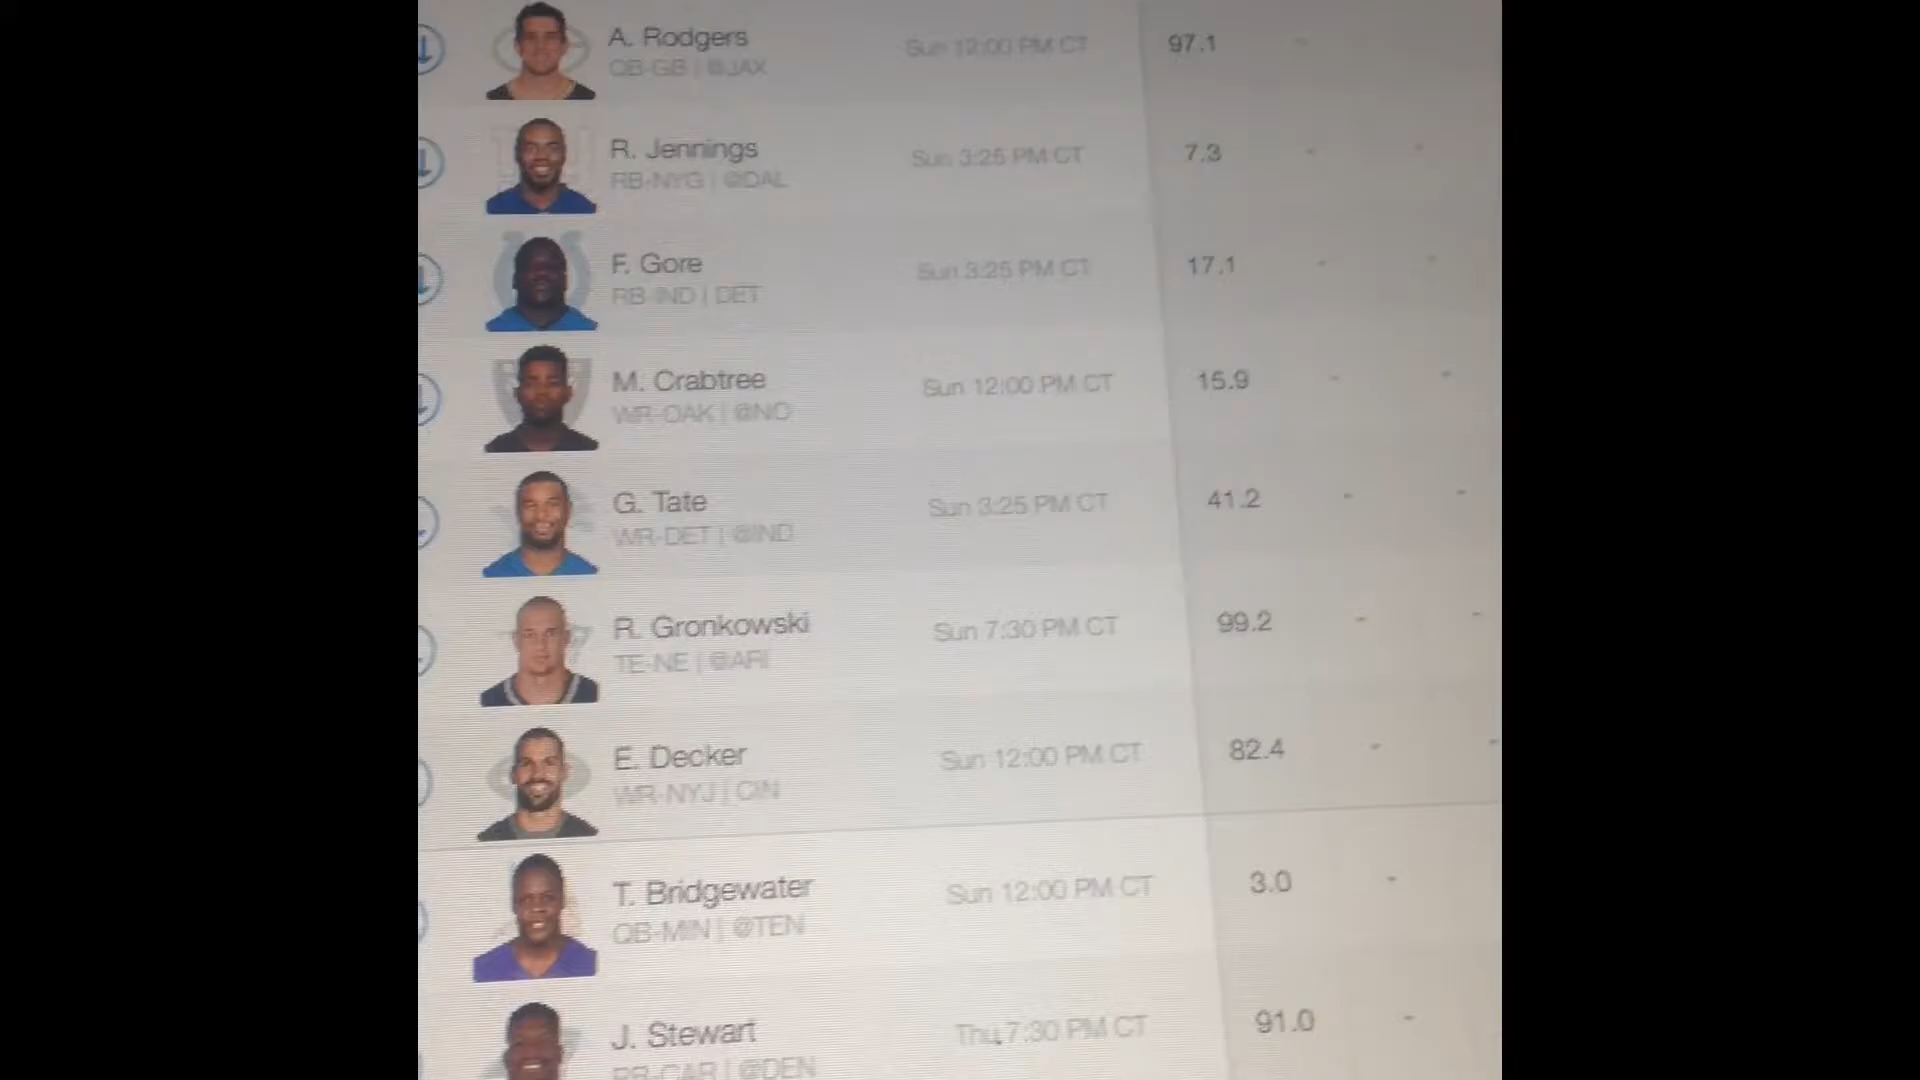 A. Rodgers Sun 12:00 PM CT 97.1 -
QB-GB | @JAX
R. Jennings Sun 3:25 PM CT 7.3 - -
RB-NYG | @DAL
F. Gore Sun 3:25 PM CT 17.1 - -
RB-IND | DET
M. Crabtree Sun 12:00 PM CT 15.9 - -
WR-OAK | @NO
G. Tate Sun 3:25 PM CT 41.2 - -
WR-DET | @IND
R. Gronkowski Sun 7:30 PM CT 99.2 - -
TE-NE | @ARI
E. Decker Sun 12:00 PM CT 82.4 - -
WR-NYJ | CIN
T. Bridgewater Sun 12:00 PM CT 3.0 -
QB-MIN | @TEN
J. Stewart Thu 7:30 PM CT 91.0 -
RB-CAR | @DEN